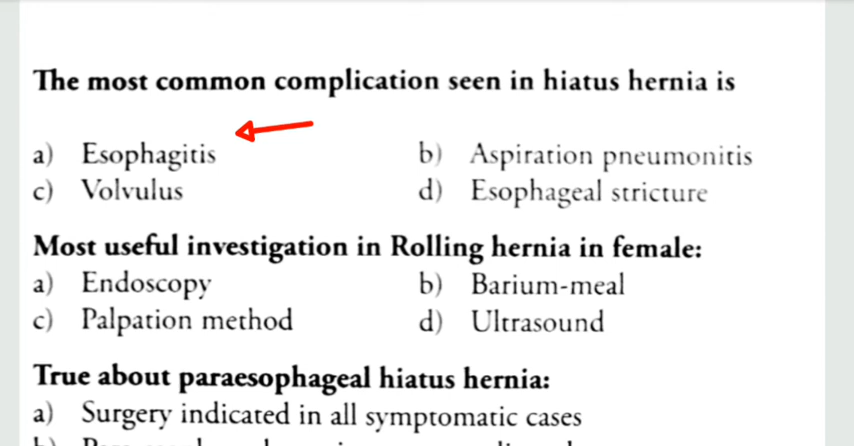 The most common complication seen in hiatus hernia is
a) Esophagitis b) Aspiration pneumonitis
c) Volvulus d) Esophageal stricture
Most useful investigation in Rolling hernia in female:
a) Endoscopy b) Barium-meal
c) Palpation method d) Ultrasound
True about paraesophageal hiatus hernia:
a) Surgery indicated in all symptomatic cases